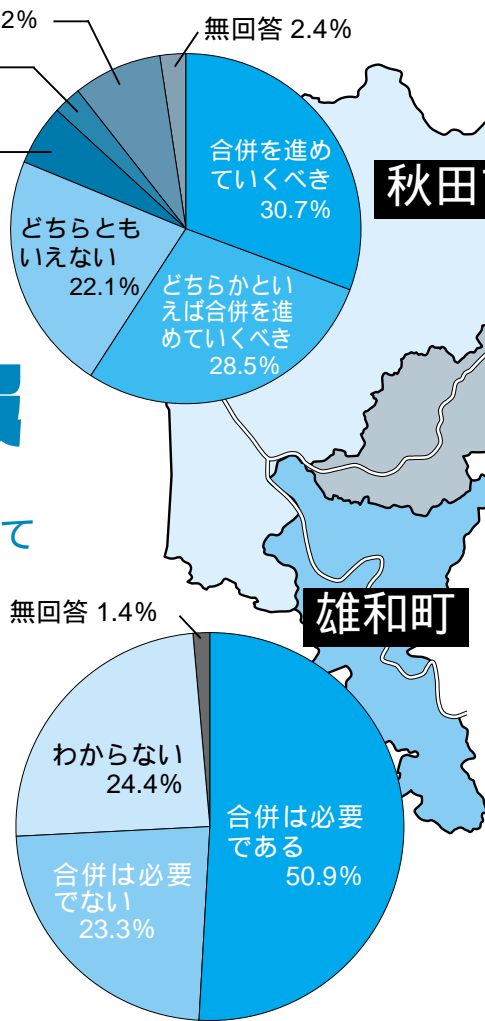 2%
無回答 2.4%
合併を進め
ていくべき
30.7%
秋田
どちらとも
いえない
22.1%
どちらかとい
えば合併を進
めていくべき
28.5%
て
無回答 1.4%
雄和町
わからない
24.4%
合併は必要
である
50.9%
合併は必要
でない
23.3%